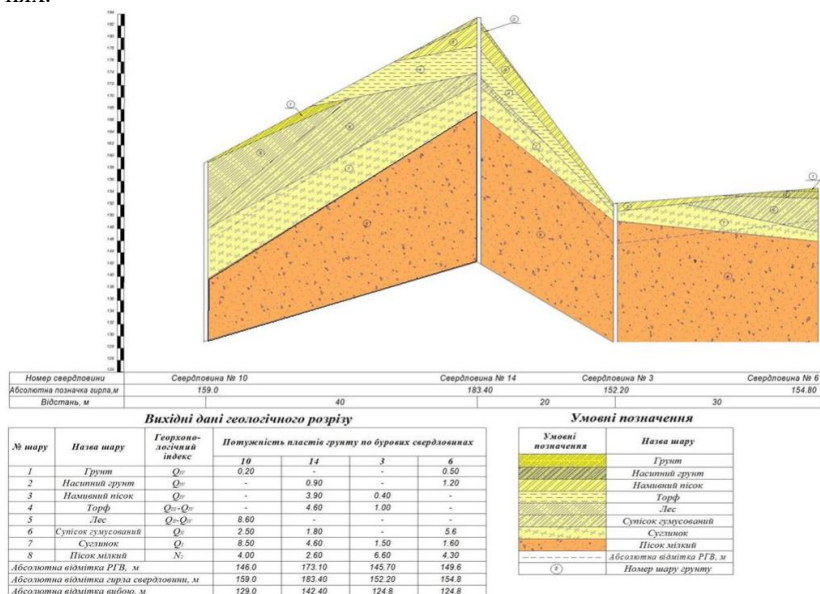 Номер свердловини Свердловина № 10 Свердловина № 14 Свердловина № 3 Свердловина № 6
Абсолютна позначка гирла,м 159.0 183.40 152.20 154.80
Відстань, м 40 20 30
Вихідні дані геологічного розрізу
№ шару Назва шару Геохроно-логічний індекс Потужність пластів грунту по бурових свердловинах
10 14 3 6
1 Грунт 0.20 - - 0.50
2 Насипний грунт - 0.90 - 1.20
3 Намивний пісок - 3.90 0.40 -
4 Торф - 4.60 1.00 -
5 Лес 8.60 - - -
6 Супісок гумусований 2.50 1.80 - 5.6
7 Суглинок 8.50 4.60 1.50 1.60
8 Пісок мілкий 4.00 2.60 6.60 4.30
Абсолютна відмітка РГВ, м 146.0 173.10 145.70 149.6
Абсолютна відмітка гирла свердловини, м 159.0 183.40 152.20 154.8
Абсолютна відмітка вибою, м 129.0 142.40 124.8 124.8
Умовні позначення
Умовні позначення Назва шару
Грунт
Насипний грунт
Намивний пісок
Торф
Лес
Супісок гумусований
Суглинок
Пісок мілкий
Абсолютна відмітка РГВ, м
8 Номер шару грунту